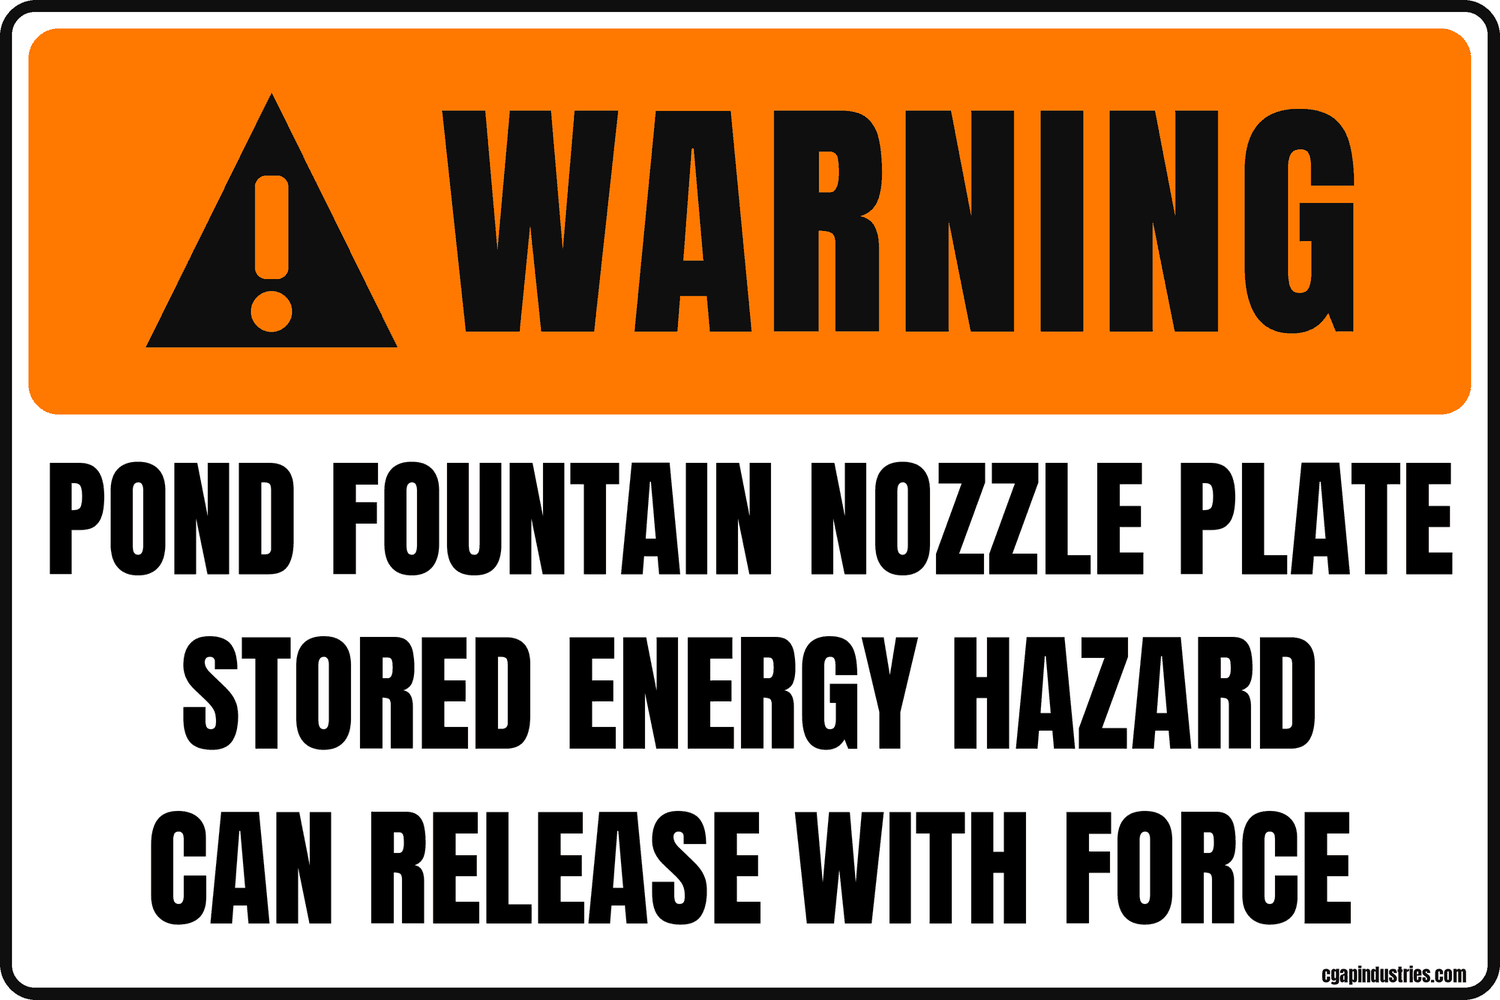 WARNING
POND FOUNTAIN NOZZLE PLATE
STORED ENERGY HAZARD
CAN RELEASE WITH FORCE
cgapindustries.com